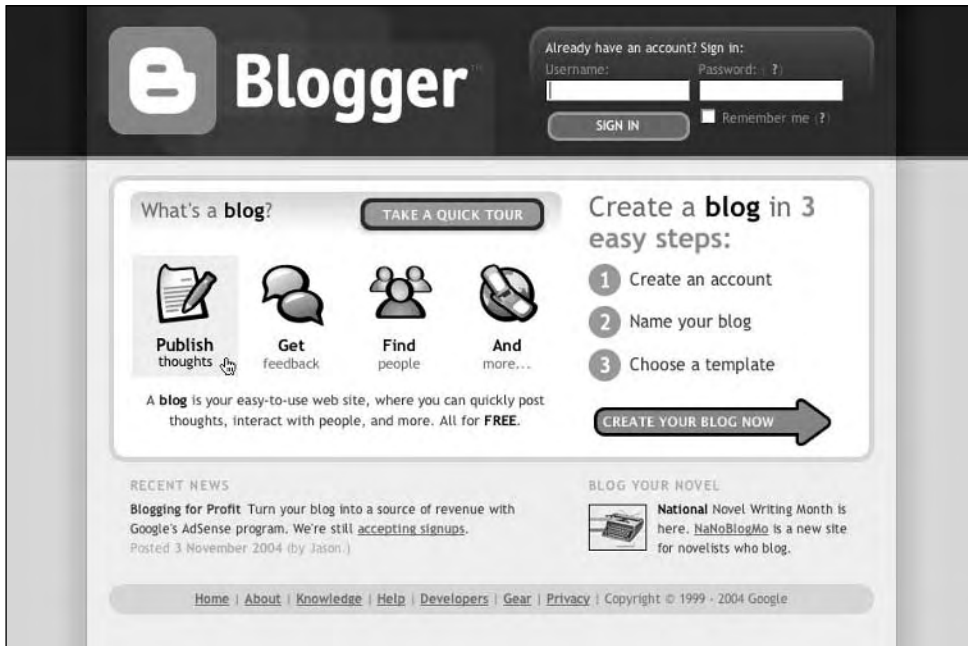 Blogger™
Already have an account? Sign in:
Username:
Password: (?)
SIGN IN
Remember me (?)
What's a blog?
TAKE A QUICK TOUR
Publish
thoughts
Get
feedback
Find
people
And
more...
A blog is your easy-to-use web site, where you can quickly post
thoughts, interact with people, and more. All for FREE.
Create a blog in 3
easy steps:
1 Create an account
2 Name your blog
3 Choose a template
CREATE YOUR BLOG NOW
RECENT NEWS
Blogging for Profit Turn your blog into a source of revenue with
Google's AdSense program. We're still accepting signups.
Posted 3 November 2004 (by Jason.)
BLOG YOUR NOVEL
National Novel Writing Month is
here. NaNoBlogMo is a new site
for novelists who blog.
Home | About | Knowledge | Help | Developers | Gear | Privacy | Copyright © 1999 - 2004 Google